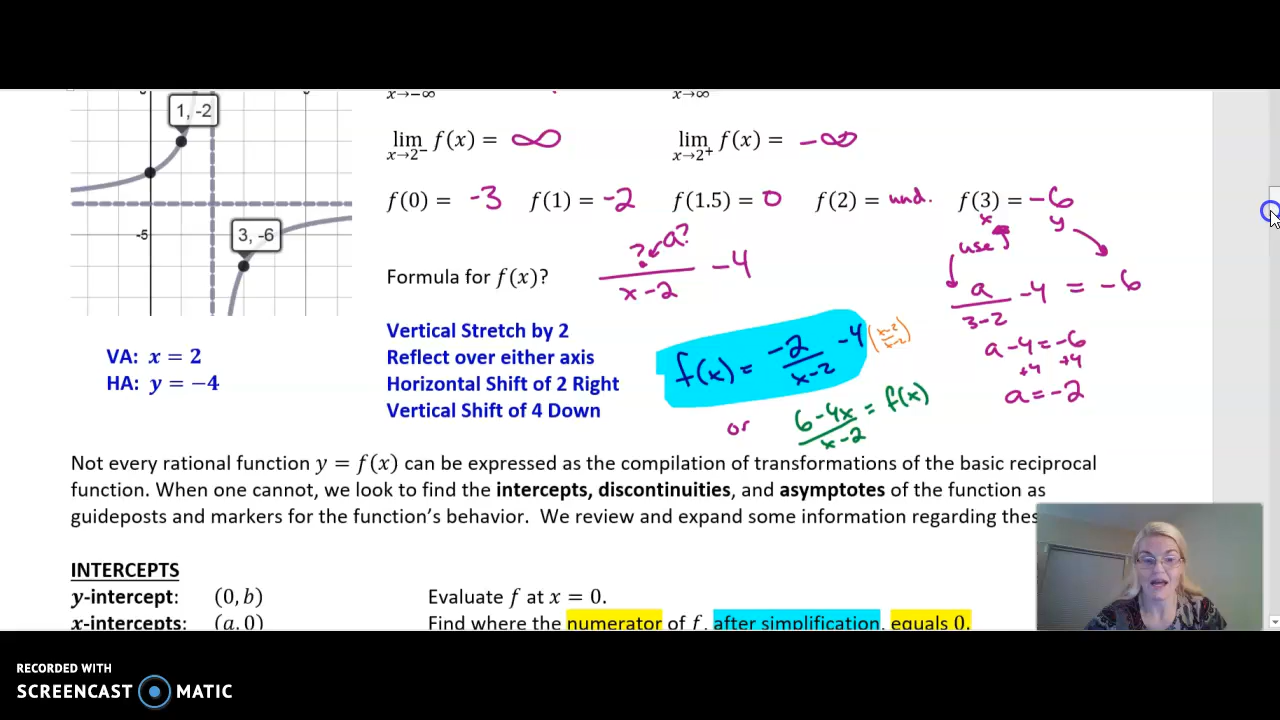 x→−∞
x→∞
1, -2
lim x→2⁻ f(x) = ∞
lim x→2⁺ f(x) = −∞
f(0) = -3 f(1) = -2 f(1.5) = 0 f(2) = und. f(3) = -6
x y
-5
3, -6
? a?
use
Formula for f(x)? ?/(x-2) -4
a/(3-2) -4 = -6
a-4=-6
+4 +4
a=-2
Vertical Stretch by 2
Reflect over either axis
Horizontal Shift of 2 Right
Vertical Shift of 4 Down
VA: x = 2
HA: y = −4
f(x) = -2/(x-2) -4 (x-2/x-2)
or (6-4x)/(x-2) = f(x)
Not every rational function y = f(x) can be expressed as the compilation of transformations of the basic reciprocal
function. When one cannot, we look to find the intercepts, discontinuities, and asymptotes of the function as
guideposts and markers for the function's behavior. We review and expand some information regarding thes
INTERCEPTS
y-intercept: (0, b) Evaluate f at x = 0.
x-intercepts: (a, 0) Find where the numerator of f, after simplification, equals 0.
RECORDED WITH
SCREENCAST MATIC